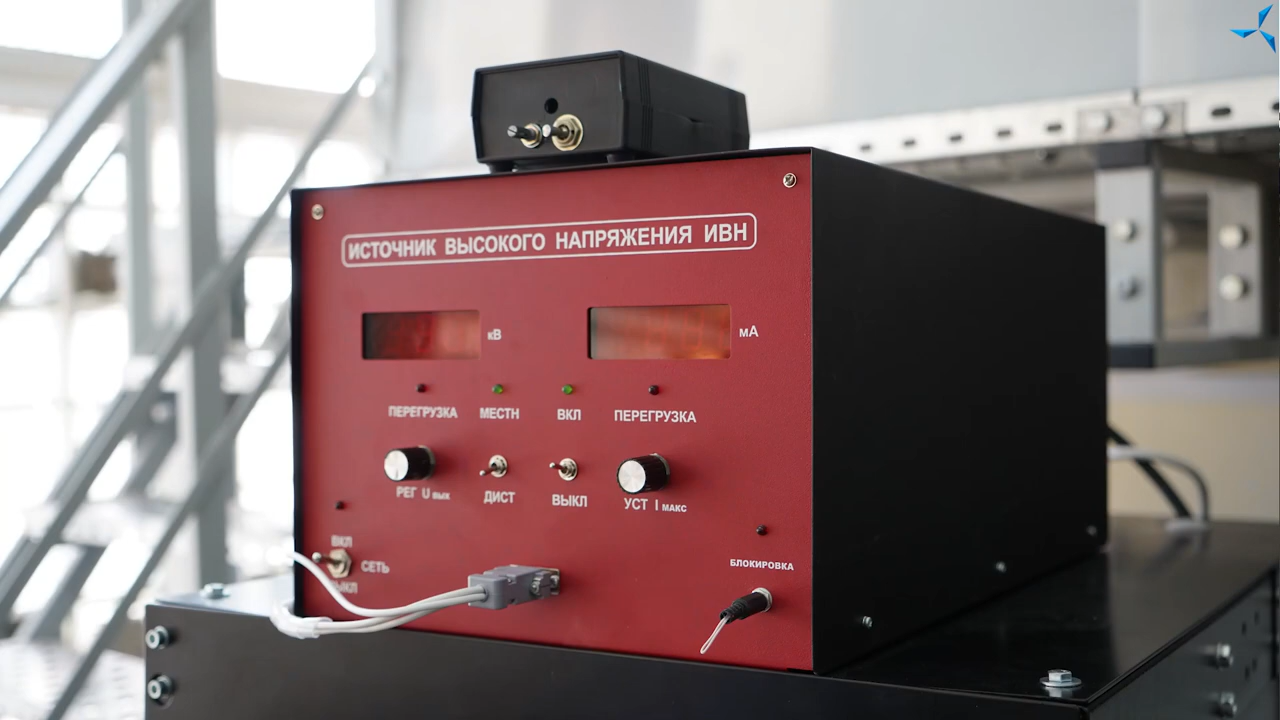 ИСТОЧНИК ВЫСОКОГО НАПРЯЖЕНИЯ ИВН
кВ
мА
ПЕРЕГРУЗКА МЕСТН ВКЛ ПЕРЕГРУЗКА
РЕГ U вых ДИСТ ВЫКЛ УСТ I МАКС
ВКЛ
СЕТЬ
ВЫКЛ
БЛОКИРОВКА